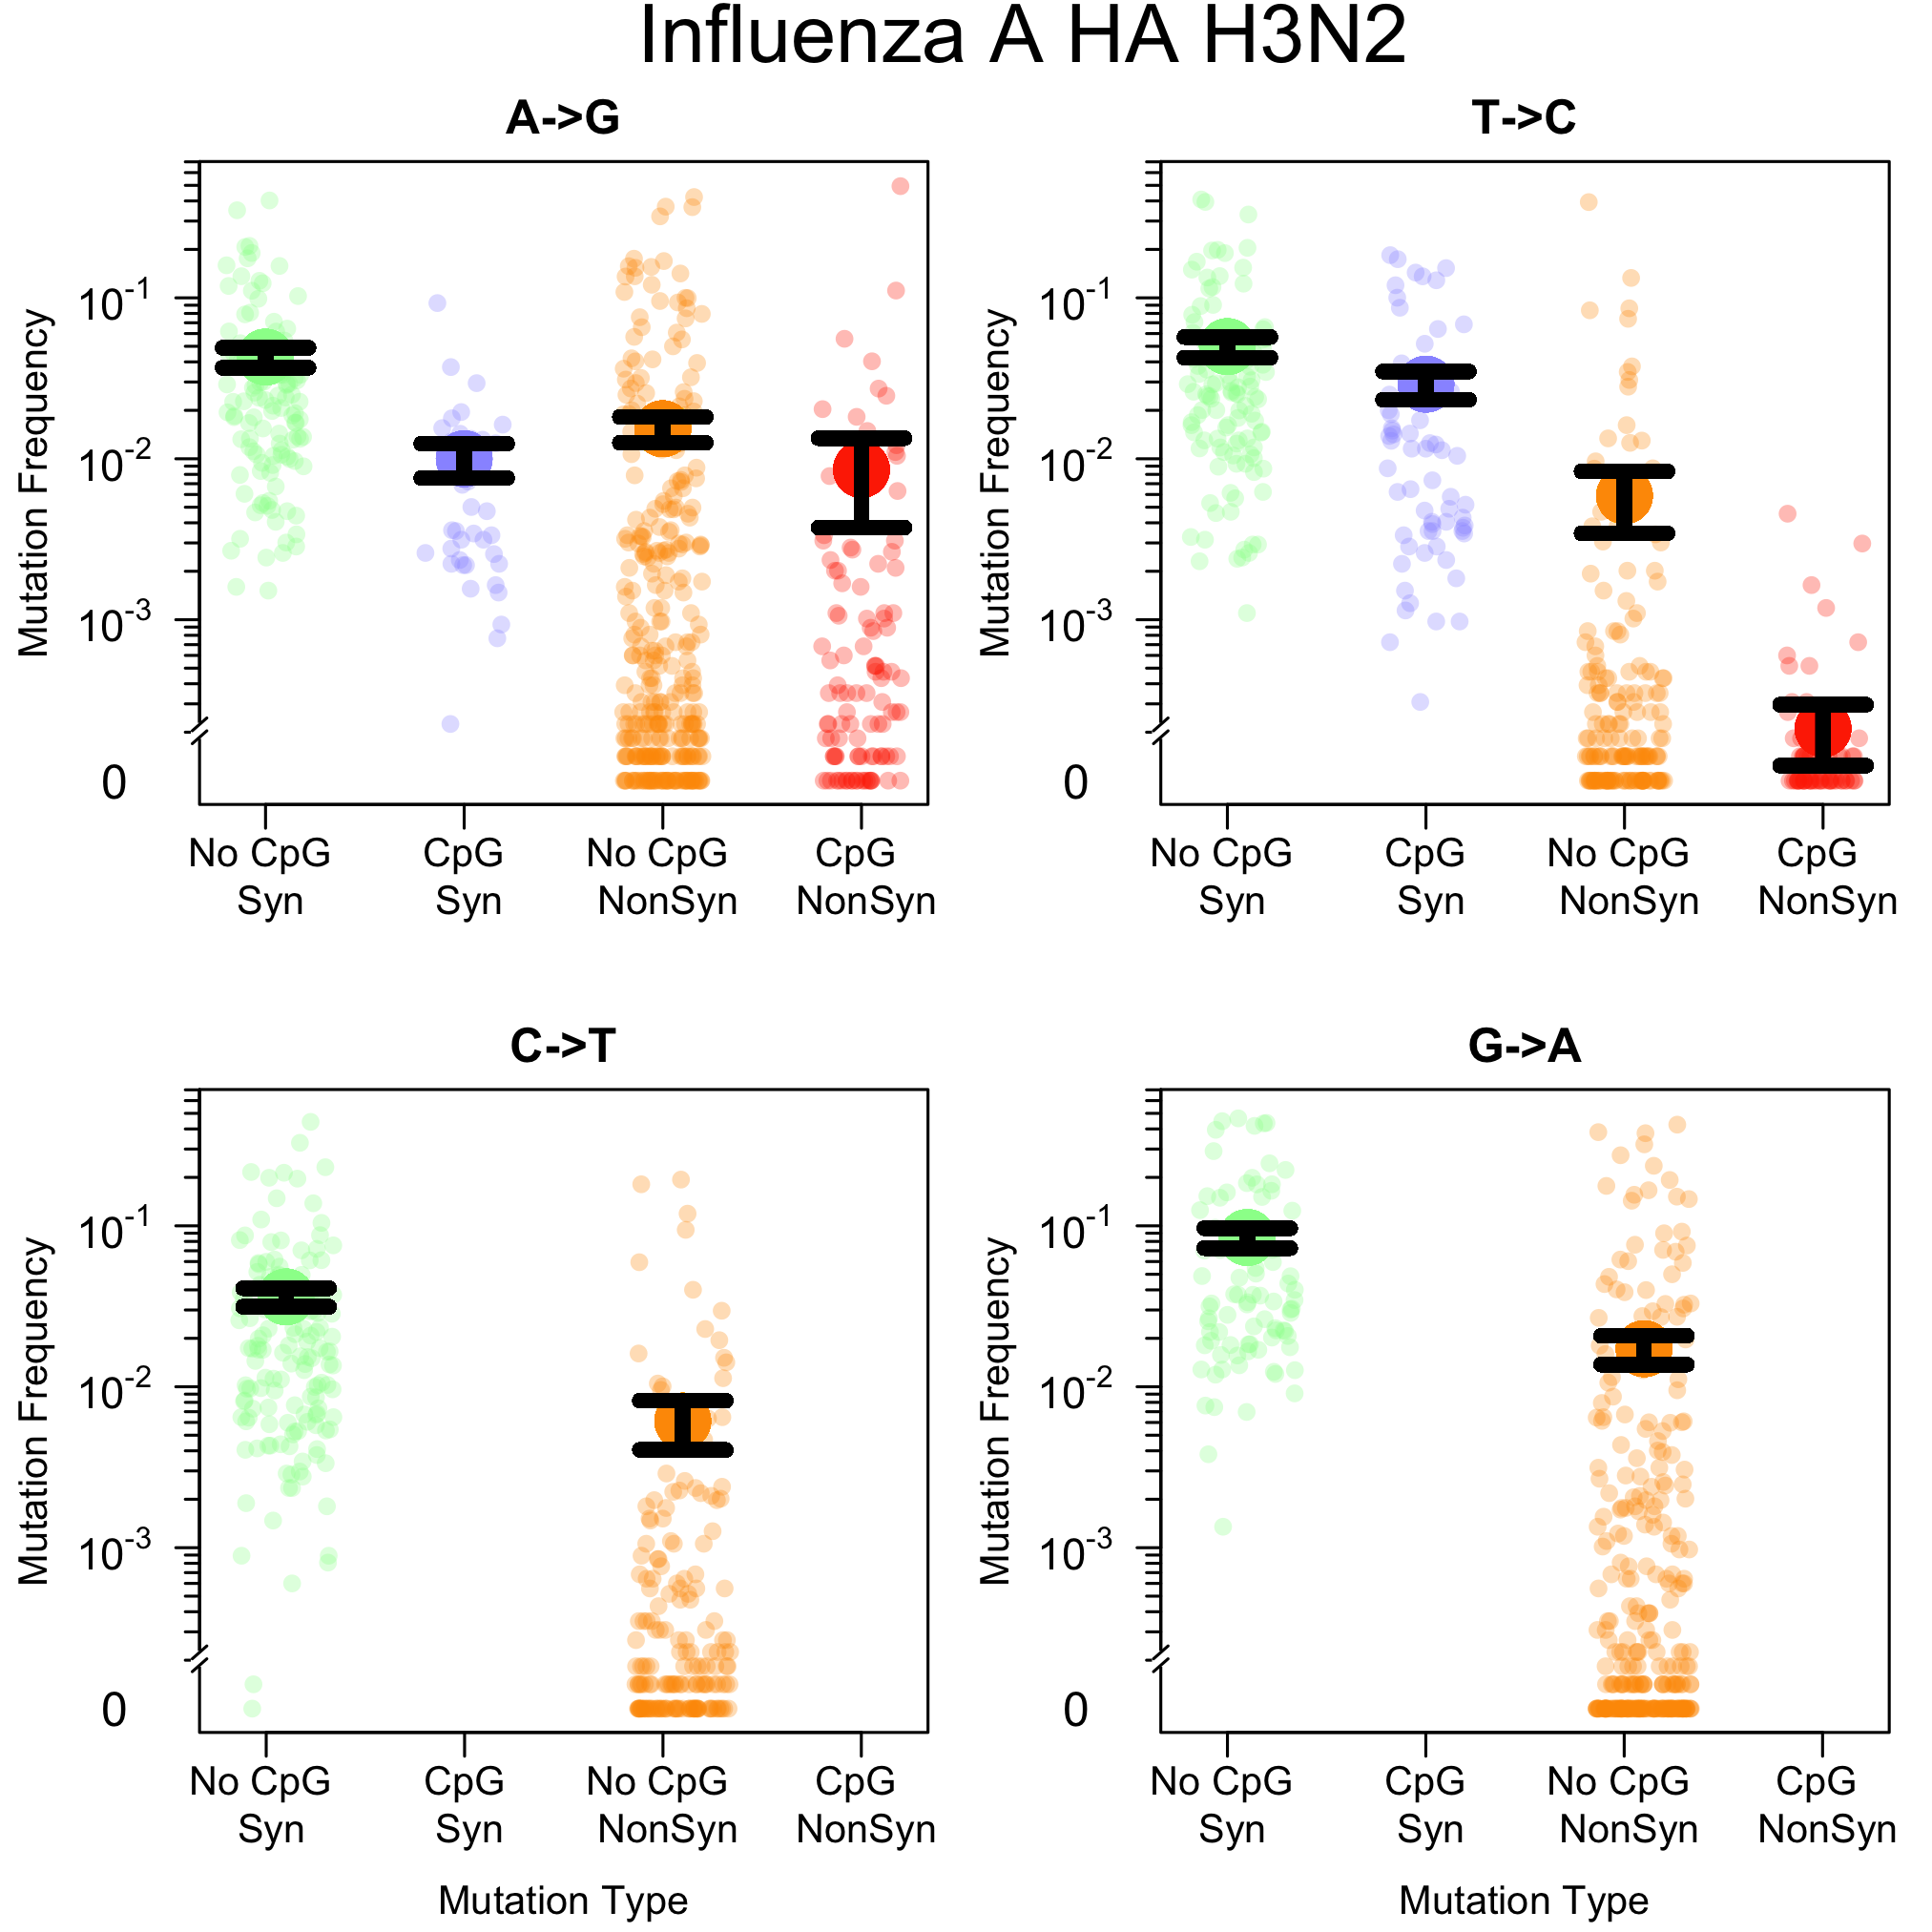 Influenza A HA H3N2
A->G
Mutation Frequency
10-1
10-2
10-3
0
No CpG Syn
CpG Syn
No CpG NonSyn
CpG NonSyn
T->C
Mutation Frequency
10-1
10-2
10-3
0
No CpG Syn
CpG Syn
No CpG NonSyn
CpG NonSyn
C->T
Mutation Frequency
10-1
10-2
10-3
0
No CpG Syn
CpG Syn
No CpG NonSyn
CpG NonSyn
Mutation Type
G->A
Mutation Frequency
10-1
10-2
10-3
0
No CpG Syn
CpG Syn
No CpG NonSyn
CpG NonSyn
Mutation Type